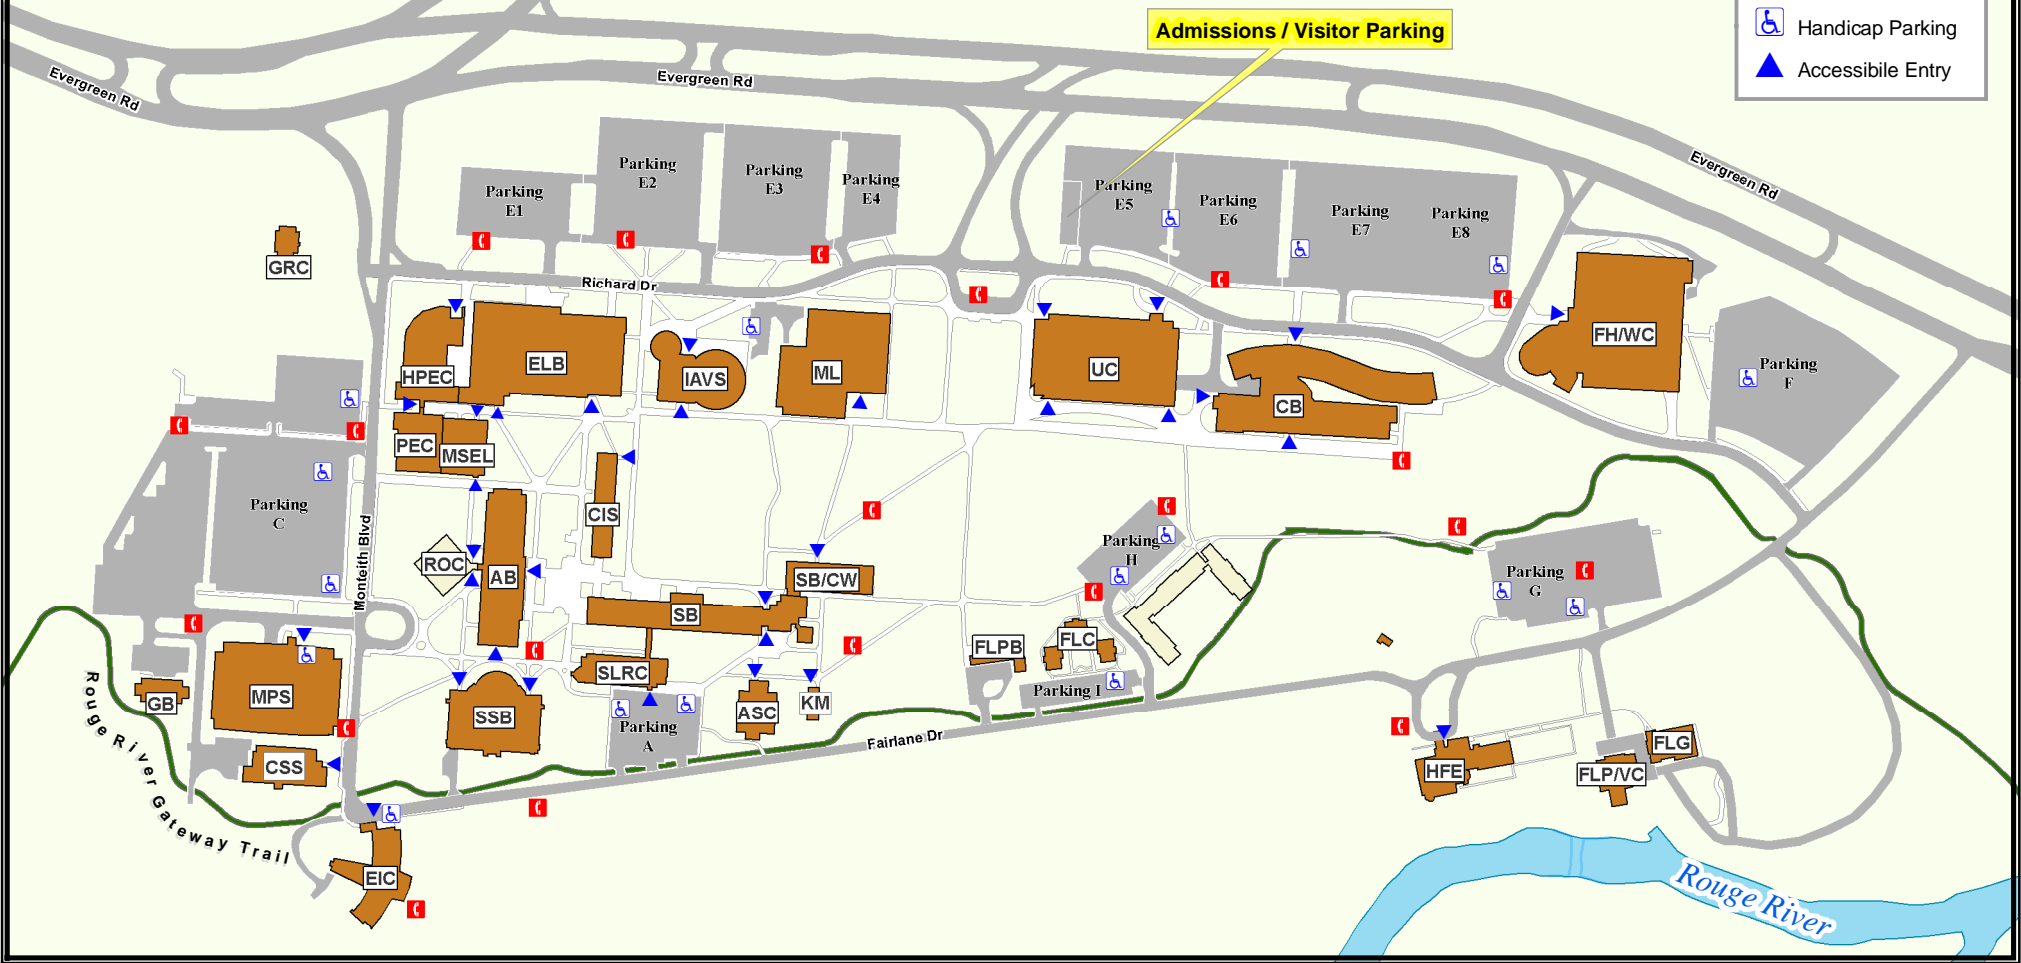 Admissions / Visitor Parking
Handicap Parking
Accessibile Entry
Evergreen Rd
Evergreen Rd
Evergreen Rd
Parking
E1
Parking
E2
Parking
E3
Parking
E4
Parking
E5
Parking
E6
Parking
E7
Parking
E8
GRC
Richard Dr
HPEC
ELB
IAVS
ML
UC
CB
FH/WC
Parking
F
PEC
MSEL
Parking
C
Monteith Blvd
CIS
ROC
AB
SB/CW
SB
Parking
H
Parking
G
FLPB
FLC
SLRC
Parking I
GB
MPS
SSB
Parking
A
ASC
KM
Fairlane Dr
CSS
HFE
FLP/VC
FLG
Rouge River Gateway Trail
EIC
Rouge River